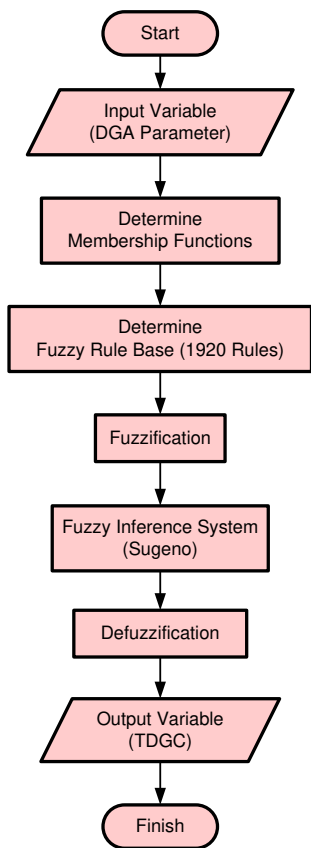 Start
Input Variable
(DGA Parameter)
Determine
Membership Functions
Determine
Fuzzy Rule Base (1920 Rules)
Fuzzification
Fuzzy Inference System
(Sugeno)
Defuzzification
Output Variable
(TDGC)
Finish